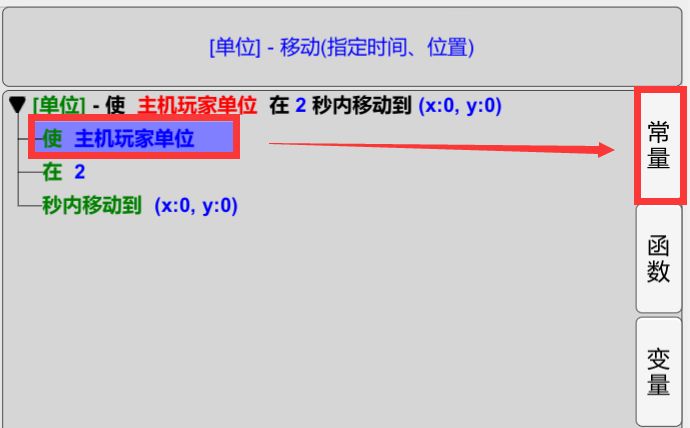 [单位] - 移动(指定时间、位置)
[单位] - 使 主机玩家单位 在 2 秒内移动到 (x:0, y:0)
使 主机玩家单位
在 2
秒内移动到 (x:0, y:0)
常量
函数
变量